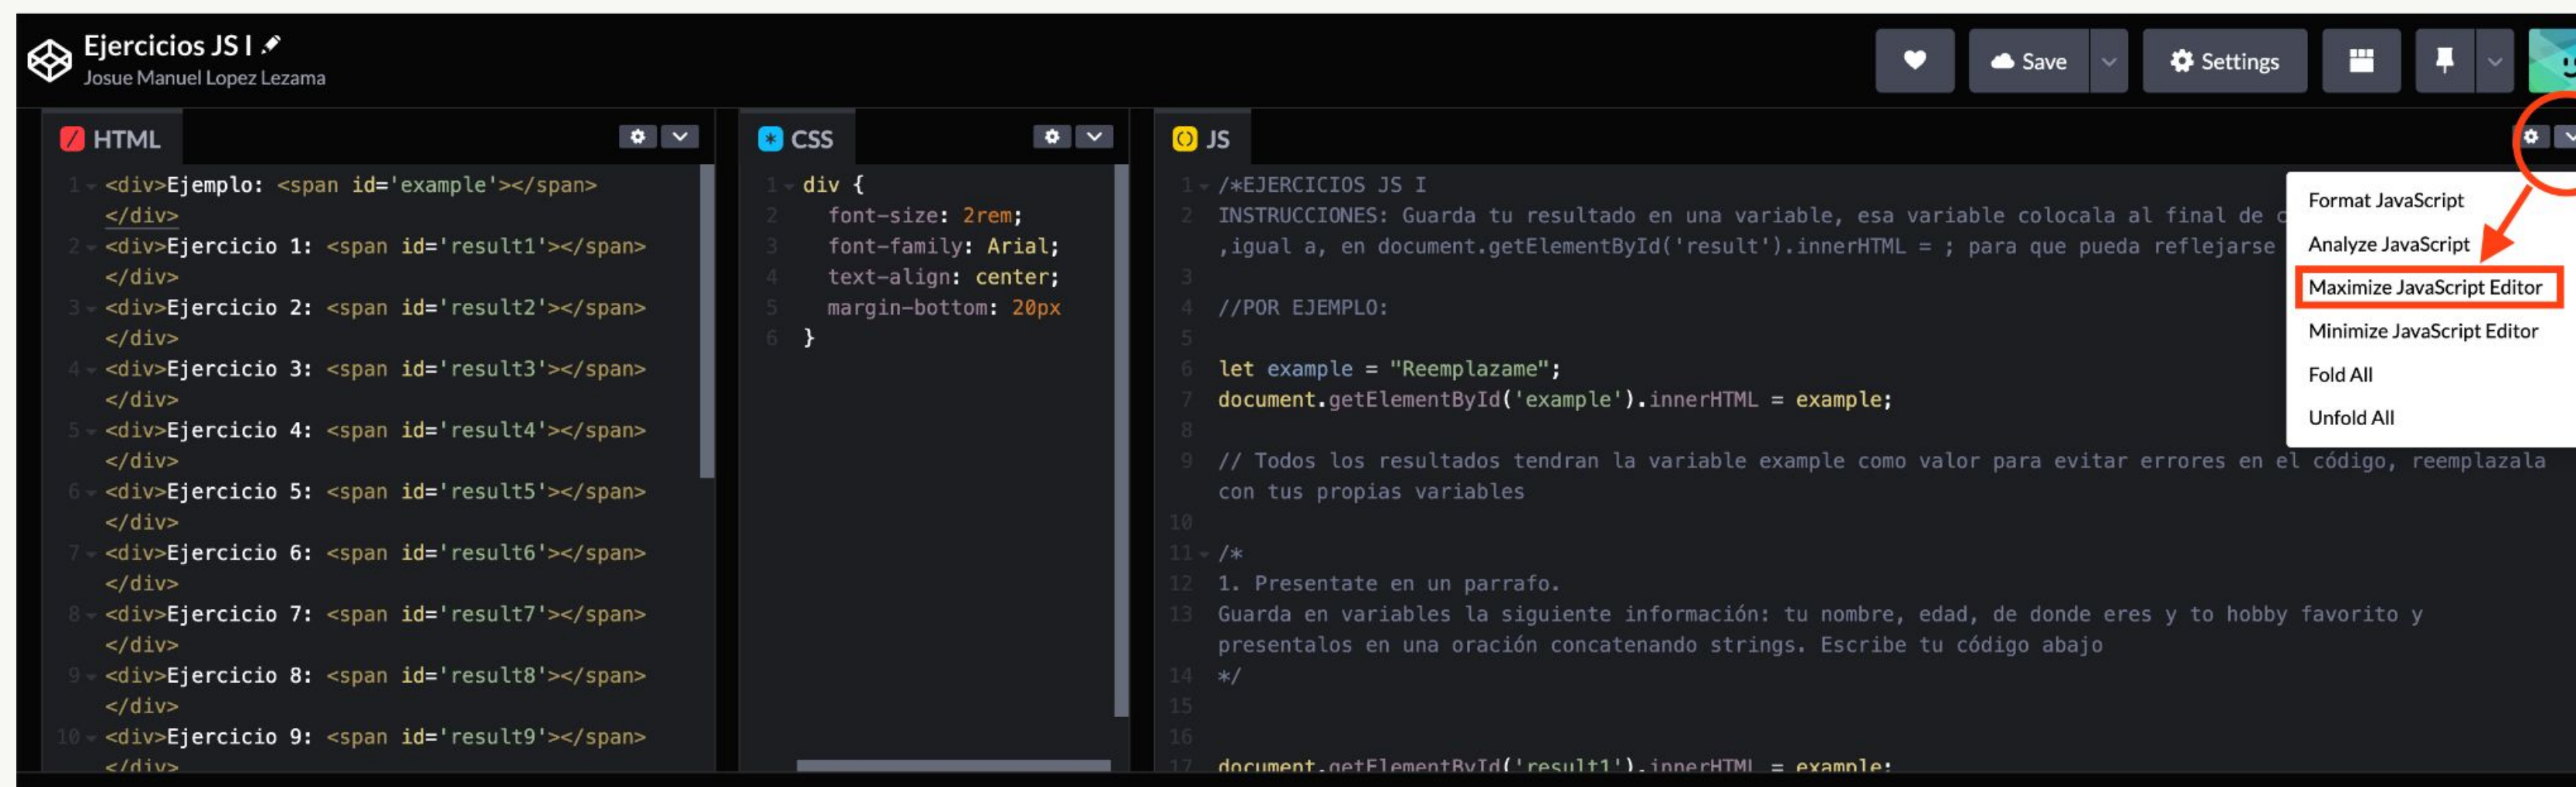 Ejercicios JS I
Josue Manuel Lopez Lezama
Save
Settings
HTML
1 <div>Ejemplo: <span id='example'></span>
</div>
2 <div>Ejercicio 1: <span id='result1'></span>
</div>
3 <div>Ejercicio 2: <span id='result2'></span>
</div>
4 <div>Ejercicio 3: <span id='result3'></span>
</div>
5 <div>Ejercicio 4: <span id='result4'></span>
</div>
6 <div>Ejercicio 5: <span id='result5'></span>
</div>
7 <div>Ejercicio 6: <span id='result6'></span>
</div>
8 <div>Ejercicio 7: <span id='result7'></span>
</div>
9 <div>Ejercicio 8: <span id='result8'></span>
</div>
10 <div>Ejercicio 9: <span id='result9'></span>
</div>
CSS
1 div {
2 font-size: 2rem;
3 font-family: Arial;
4 text-align: center;
5 margin-bottom: 20px
6 }
JS
1 /*EJERCICIOS JS I
2 INSTRUCCIONES: Guarda tu resultado en una variable, esa variable colocala al final de
,igual a, en document.getElementById('result').innerHTML = ; para que pueda reflejarse
3
4 //POR EJEMPLO:
5
6 let example = "Reemplazame";
7 document.getElementById('example').innerHTML = example;
8
9 // Todos los resultados tendran la variable example como valor para evitar errores en el código, reemplazala
con tus propias variables
10
11 /*
12 1. Presentate en un parrafo.
13 Guarda en variables la siguiente información: tu nombre, edad, de donde eres y to hobby favorito y
presentalos en una oración concatenando strings. Escribe tu código abajo
14 */
15
16
17 document.getElementById('result1').innerHTML = example;
Format JavaScript
Analyze JavaScript
Maximize JavaScript Editor
Minimize JavaScript Editor
Fold All
Unfold All